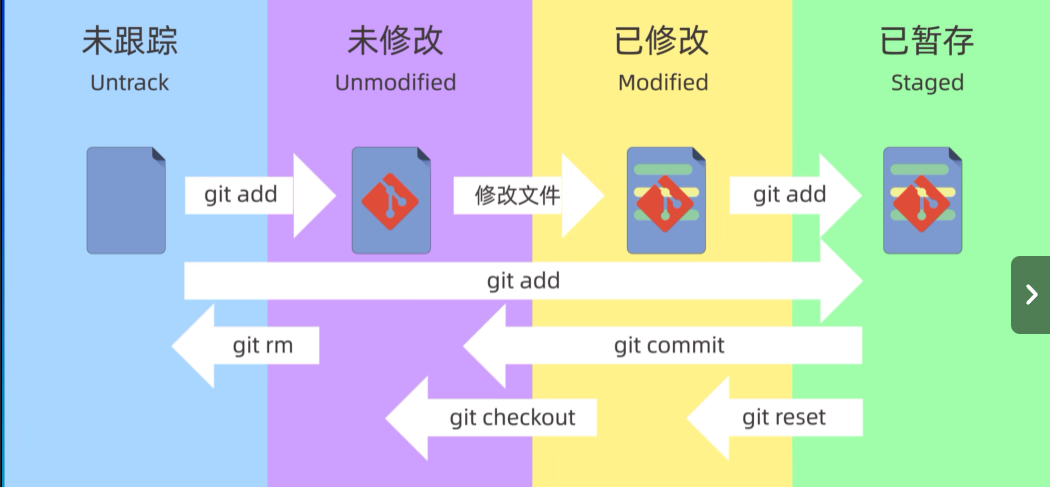 未跟踪
未修改
已修改
已暂存
Untrack
Unmodified
Modified
Staged
git add
修改文件
git add
git add
git rm
git commit
git checkout
git reset